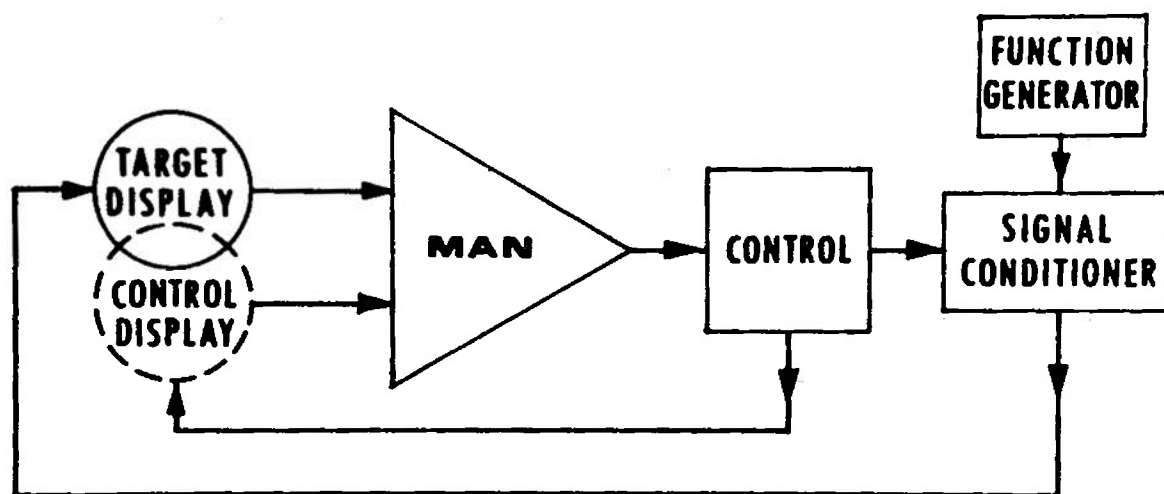 FUNCTION
GENERATOR
TARGET
DISPLAY
CONTROL
DISPLAY
MAN
CONTROL
SIGNAL
CONDITIONER